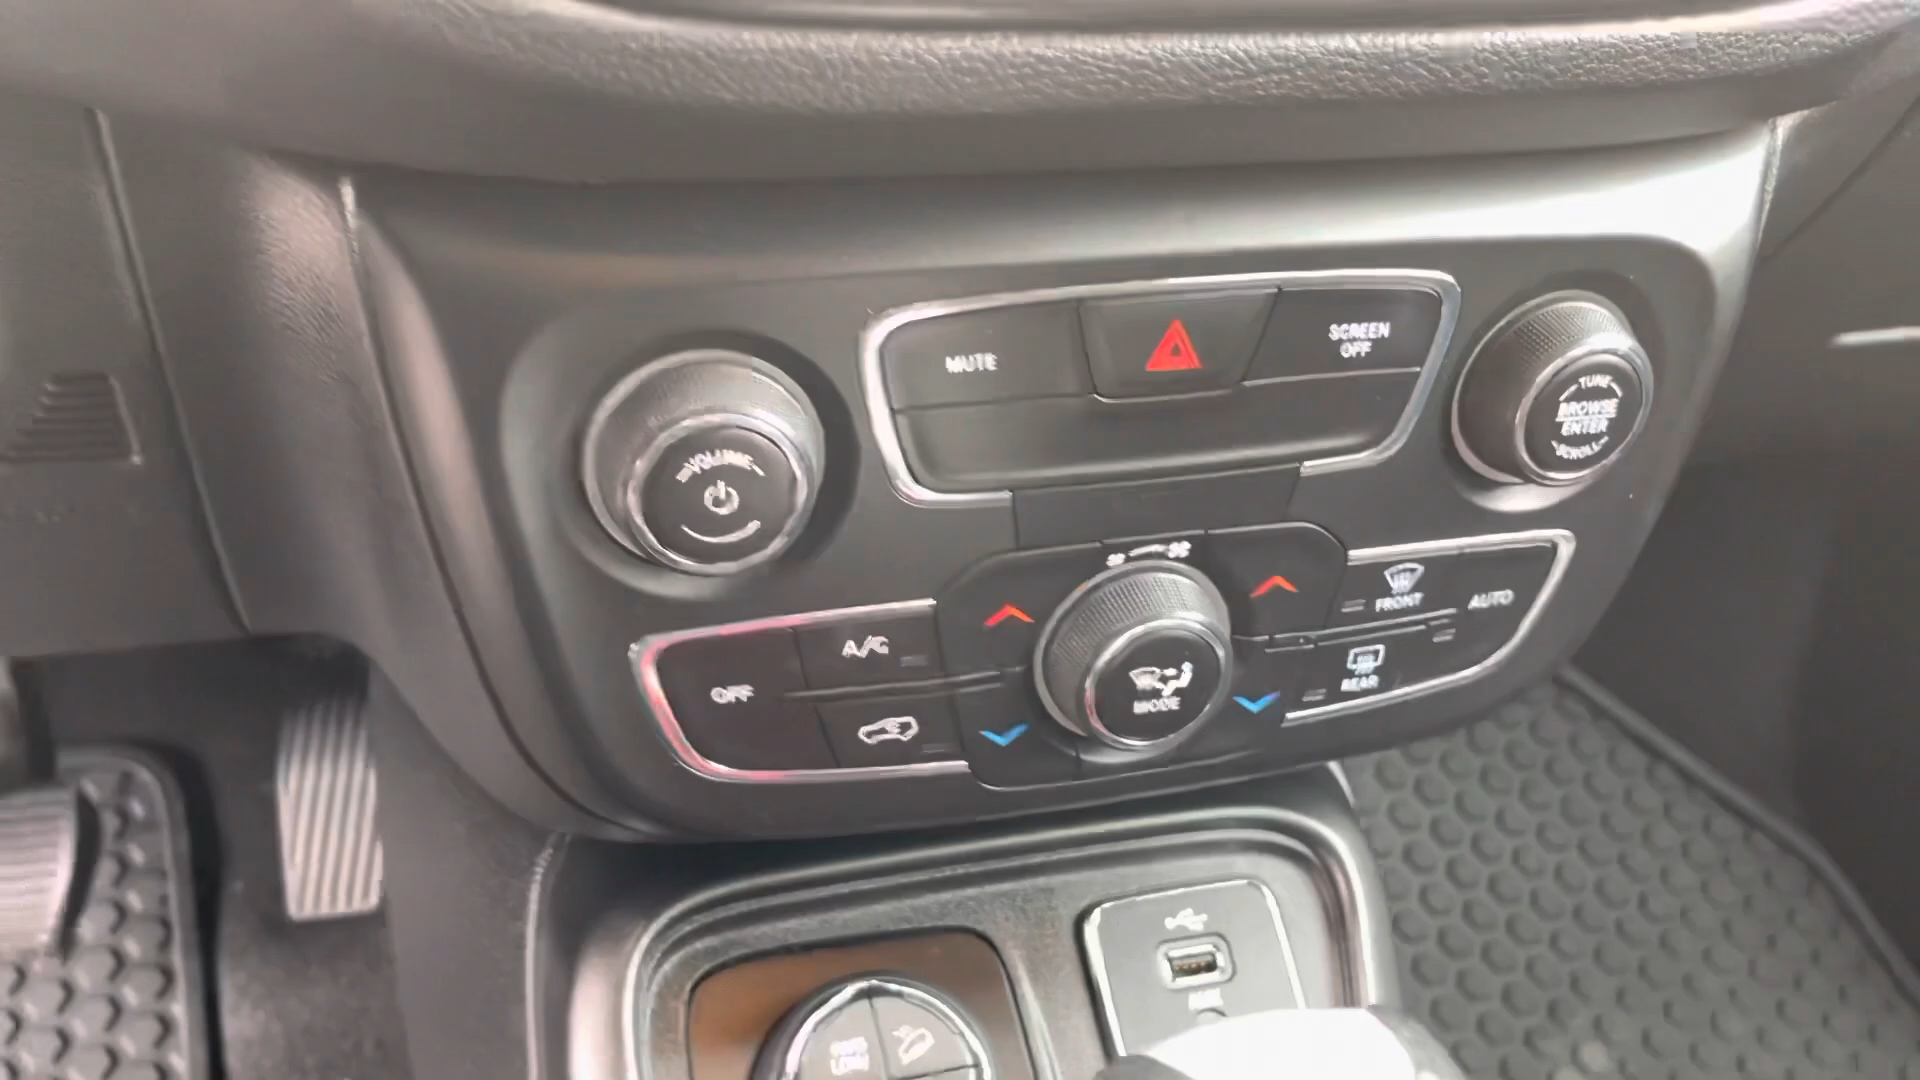 MUTE
SCREEN
OFF
TUNE
BROWSE
ENTER
SCROLL
VOLUME
FRONT
AUTO
A/C
OFF
REAR
MODE